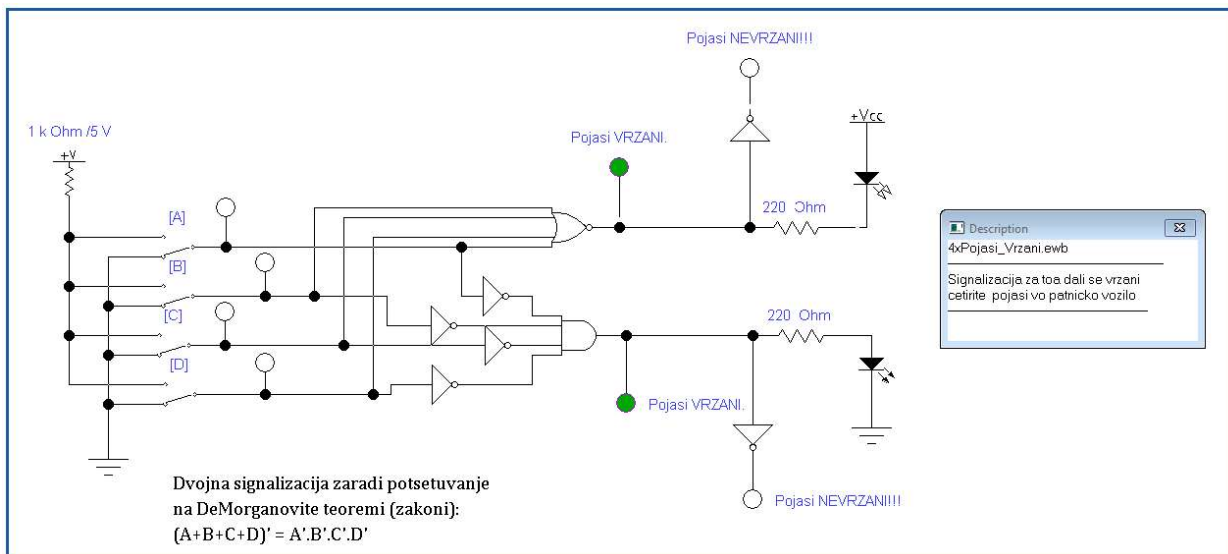 Pojasi NEVRZANI!!!
1 k Ohm /5 V
+V
+Vcc
Pojasi VRZANI.
220 Ohm
[A]
[B]
[C]
[D]
Description
4xPojasi_Vrzani.ewb
Signalizacija za toa dali se vrzani
cetirite pojasi vo patnicko vozilo
220 Ohm
Pojasi VRZANI.
Pojasi NEVRZANI!!!
Dvojna signalizacija zaradi potsetuvanje
na DeMorganovite teoremi (zakoni):
(A+B+C+D)' = A'.B'.C'.D'